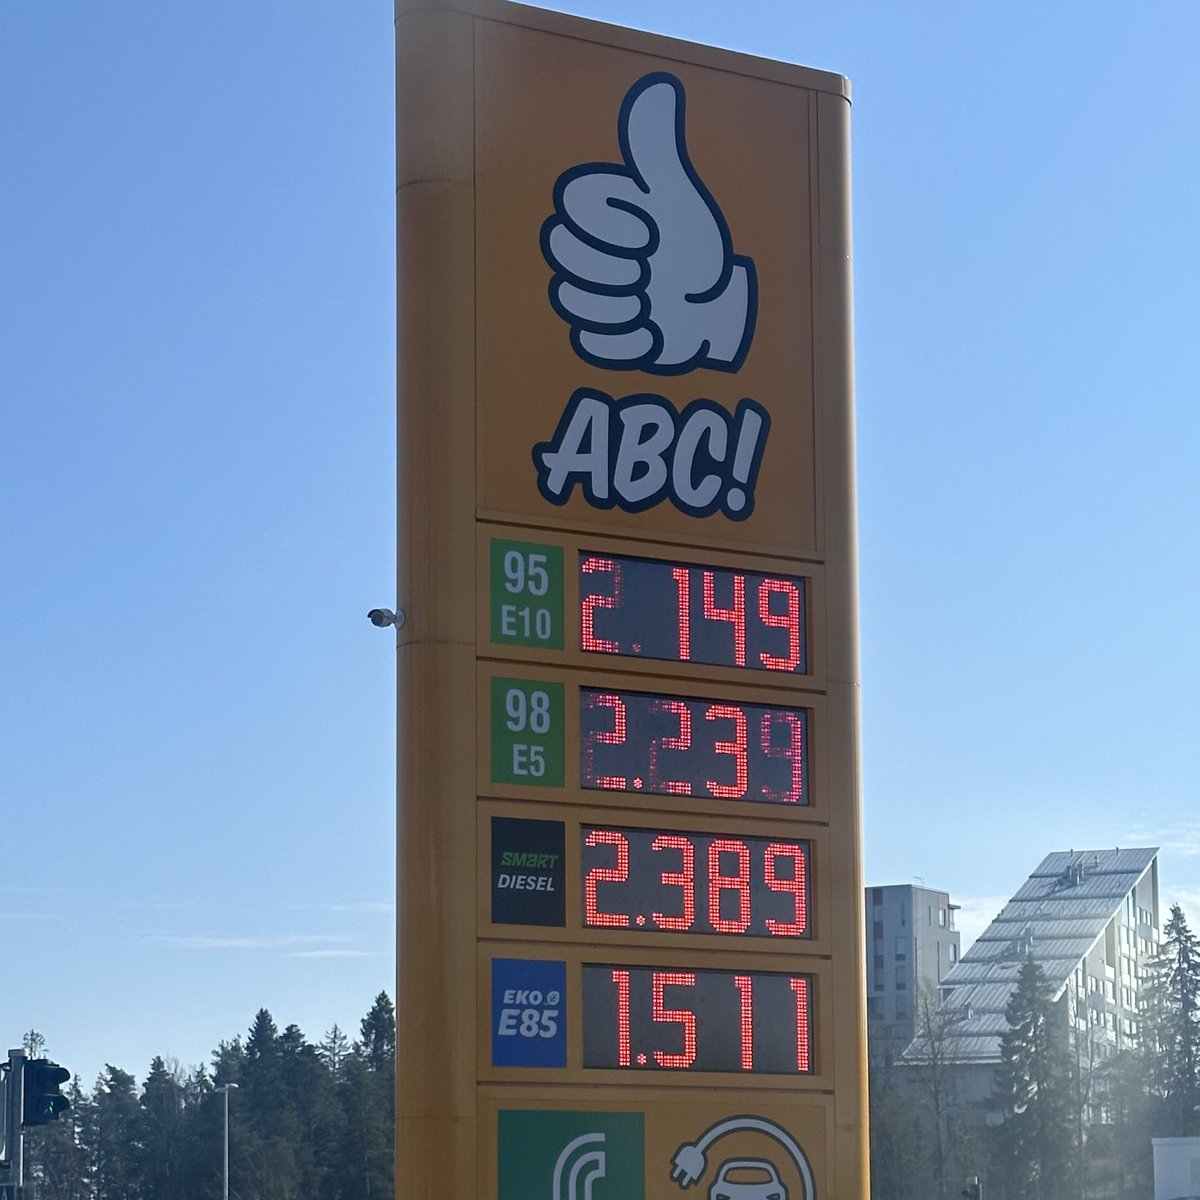 ABC!
95
E10
2.149
98
E5
2.239
SMART
DIESEL
2.389
EKO
E85
1.511